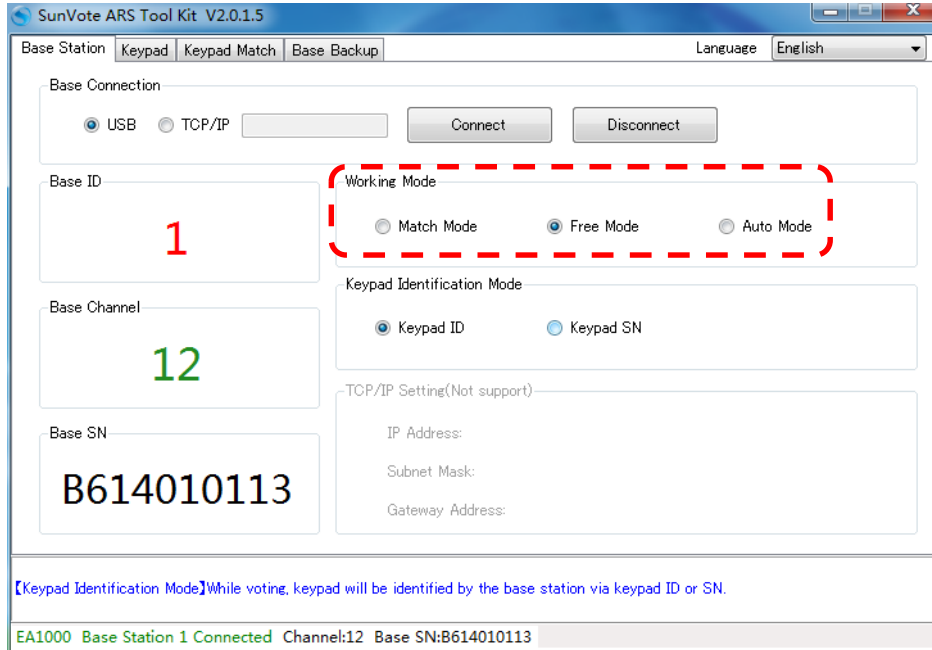 SunVote ARS Tool Kit V2.0.1.5
Base Station Keypad Keypad Match Base Backup Language English
Base Connection
USB TCP/IP Connect Disconnect
Base ID
1
Working Mode
Match Mode Free Mode Auto Mode
Base Channel
12
Keypad Identification Mode
Keypad ID Keypad SN
Base SN
B614010113
TCP/IP Setting(Not support)
IP Address:
Subnet Mask:
Gateway Address:
【Keypad Identification Mode】While voting, keypad will be identified by the base station via keypad ID or SN.
EA1000 Base Station 1 Connected Channel:12 Base SN:B614010113